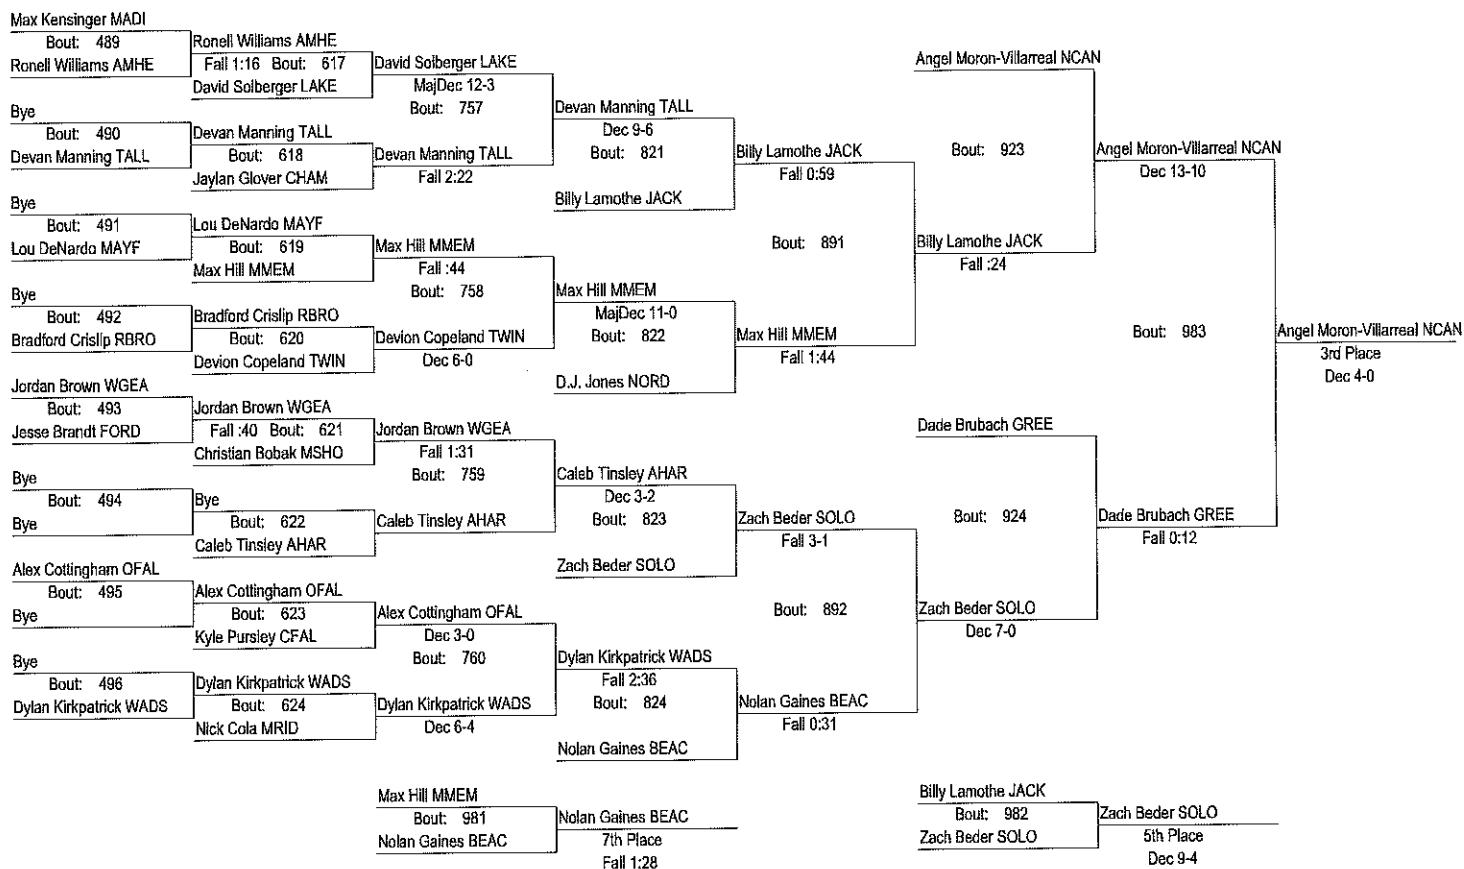 Max Kensinger MADI
Bout: 489
Ronell Williams AMHE
Bye
Bout: 490
Devan Manning TALL
Bye
Bout: 491
Lou DeNardo MAYF
Bye
Bout: 492
Bradford Crislip RBRO
Jordan Brown WGEA
Bout: 493
Jesse Brandt FORD
Bye
Bout: 494
Bye
Alex Cottingham OFAL
Bout: 495
Bye
Bye
Bout: 496
Dylan Kirkpatrick WADS
Ronell Williams AMHE
Fall 1:16 Bout: 617
David Solberger LAKE
Devan Manning TALL
Bout: 618
Jaylan Glover CHAM
Lou DeNardo MAYF
Bout: 619
Max Hill MMEM
Bradford Crislip RBRO
Bout: 620
Devion Copeland TWIN
Jordan Brown WGEA
Fall :40 Bout: 621
Christian Bobak MSHO
Bye
Bout: 622
Caleb Tinsley AHAR
Alex Cottingham OFAL
Bout: 623
Kyle Pursley CFAL
Dylan Kirkpatrick WADS
Bout: 624
Nick Cola MRID
David Solberger LAKE
MajDec 12-3
Bout: 757
Devan Manning TALL
Fall 2:22
Max Hill MMEM
Fall :44
Bout: 758
Devion Copeland TWIN
Dec 6-0
Jordan Brown WGEA
Fall 1:31
Bout: 759
Caleb Tinsley AHAR
Alex Cottingham OFAL
Dec 3-0
Bout: 760
Dylan Kirkpatrick WADS
Dec 6-4
Devan Manning TALL
Dec 9-6
Bout: 821
Billy Lamothe JACK
Max Hill MMEM
MajDec 11-0
Bout: 822
D.J. Jones NORD
Caleb Tinsley AHAR
Dec 3-2
Bout: 823
Zach Beder SOLO
Dylan Kirkpatrick WADS
Fall 2:36
Bout: 824
Nolan Gaines BEAC
Billy Lamothe JACK
Fall 0:59
Bout: 891
Max Hill MMEM
Fall 1:44
Zach Beder SOLO
Fall 3-1
Bout: 892
Nolan Gaines BEAC
Fall 0:31
Angel Moron-Villarreal NCAN
Bout: 923
Billy Lamothe JACK
Fall :24
Dade Brubach GREE
Bout: 924
Zach Beder SOLO
Dec 7-0
Angel Moron-Villarreal NCAN
Dec 13-10
Bout: 983
Dade Brubach GREE
Fall 0:12
Angel Moron-Villarreal NCAN
3rd Place
Dec 4-0
Max Hill MMEM
Bout: 981
Nolan Gaines BEAC
Nolan Gaines BEAC
7th Place
Fall 1:28
Billy Lamothe JACK
Bout: 982
Zach Beder SOLO
Zach Beder SOLO
5th Place
Dec 9-4